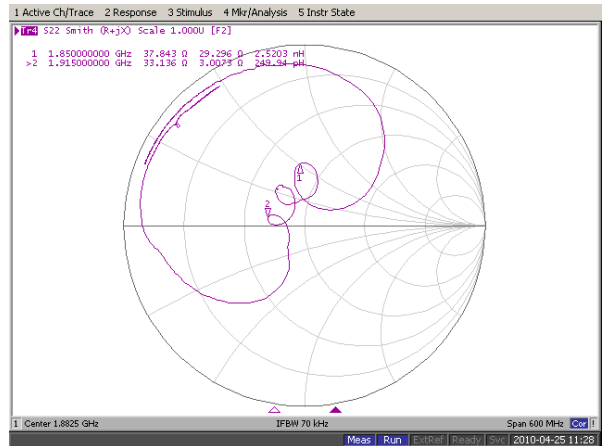 1 Active Ch/Trace 2 Response 3 Stimulus 4 Mkr/Analysis 5 Instr State
Tr4 S22 Smith (R+jX) Scale 1.000U [F2]
1 1.850000000 GHz 37.843 Ω 29.296 Ω 2.5203 nH
>2 1.915000000 GHz 33.136 Ω 3.0073 Ω 249.94 pH
1
2
1 Center 1.8825 GHz IFBW 70 kHz Span 600 MHz Cor !
Meas Run ExtRef Ready Svc 2010-04-25 11:28